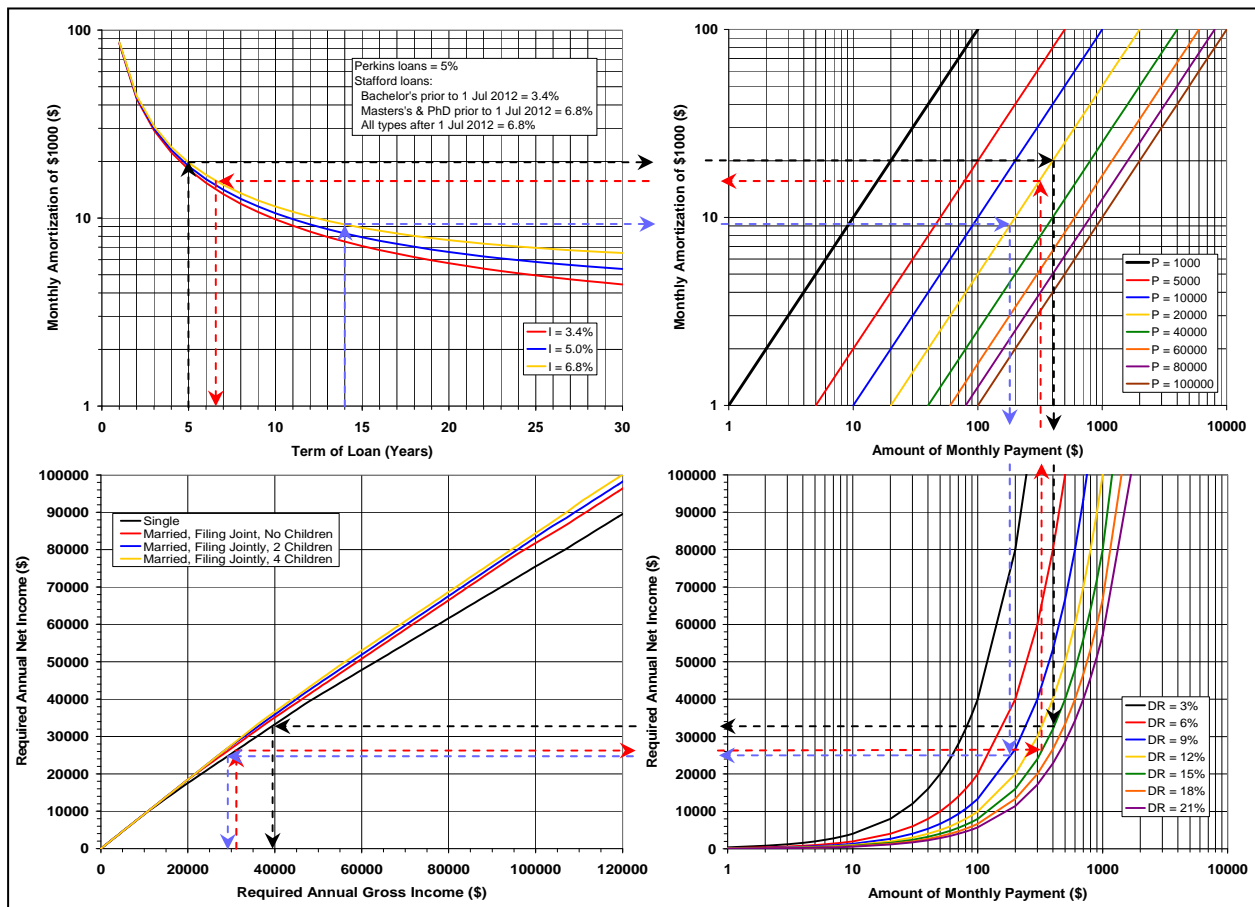 100
10
1
Monthly Amortization of $1000 ($)
Perkins loans = 5%
Stafford loans:
Bachelor's prior to 1 Jul 2012 = 3.4%
Masters's & PhD prior to 1 Jul 2012 = 6.8%
All types after 1 Jul 2012 = 6.8%
I = 3.4%
I = 5.0%
I = 6.8%
0 5 10 15 20 25 30
Term of Loan (Years)
100
10
1
Monthly Amortization of $1000 ($)
P = 1000
P = 5000
P = 10000
P = 20000
P = 40000
P = 60000
P = 80000
P = 100000
1 10 100 1000 10000
Amount of Monthly Payment ($)
100000
90000
80000
70000
60000
50000
40000
30000
20000
10000
0
Required Annual Net Income ($)
Single
Married, Filing Joint, No Children
Married, Filing Jointly, 2 Children
Married, Filing Jointly, 4 Children
0 20000 40000 60000 80000 100000 120000
Required Annual Gross Income ($)
100000
90000
80000
70000
60000
50000
40000
30000
20000
10000
0
Required Annual Net Income ($)
DR = 3%
DR = 6%
DR = 9%
DR = 12%
DR = 15%
DR = 18%
DR = 21%
1 10 100 1000 10000
Amount of Monthly Payment ($)